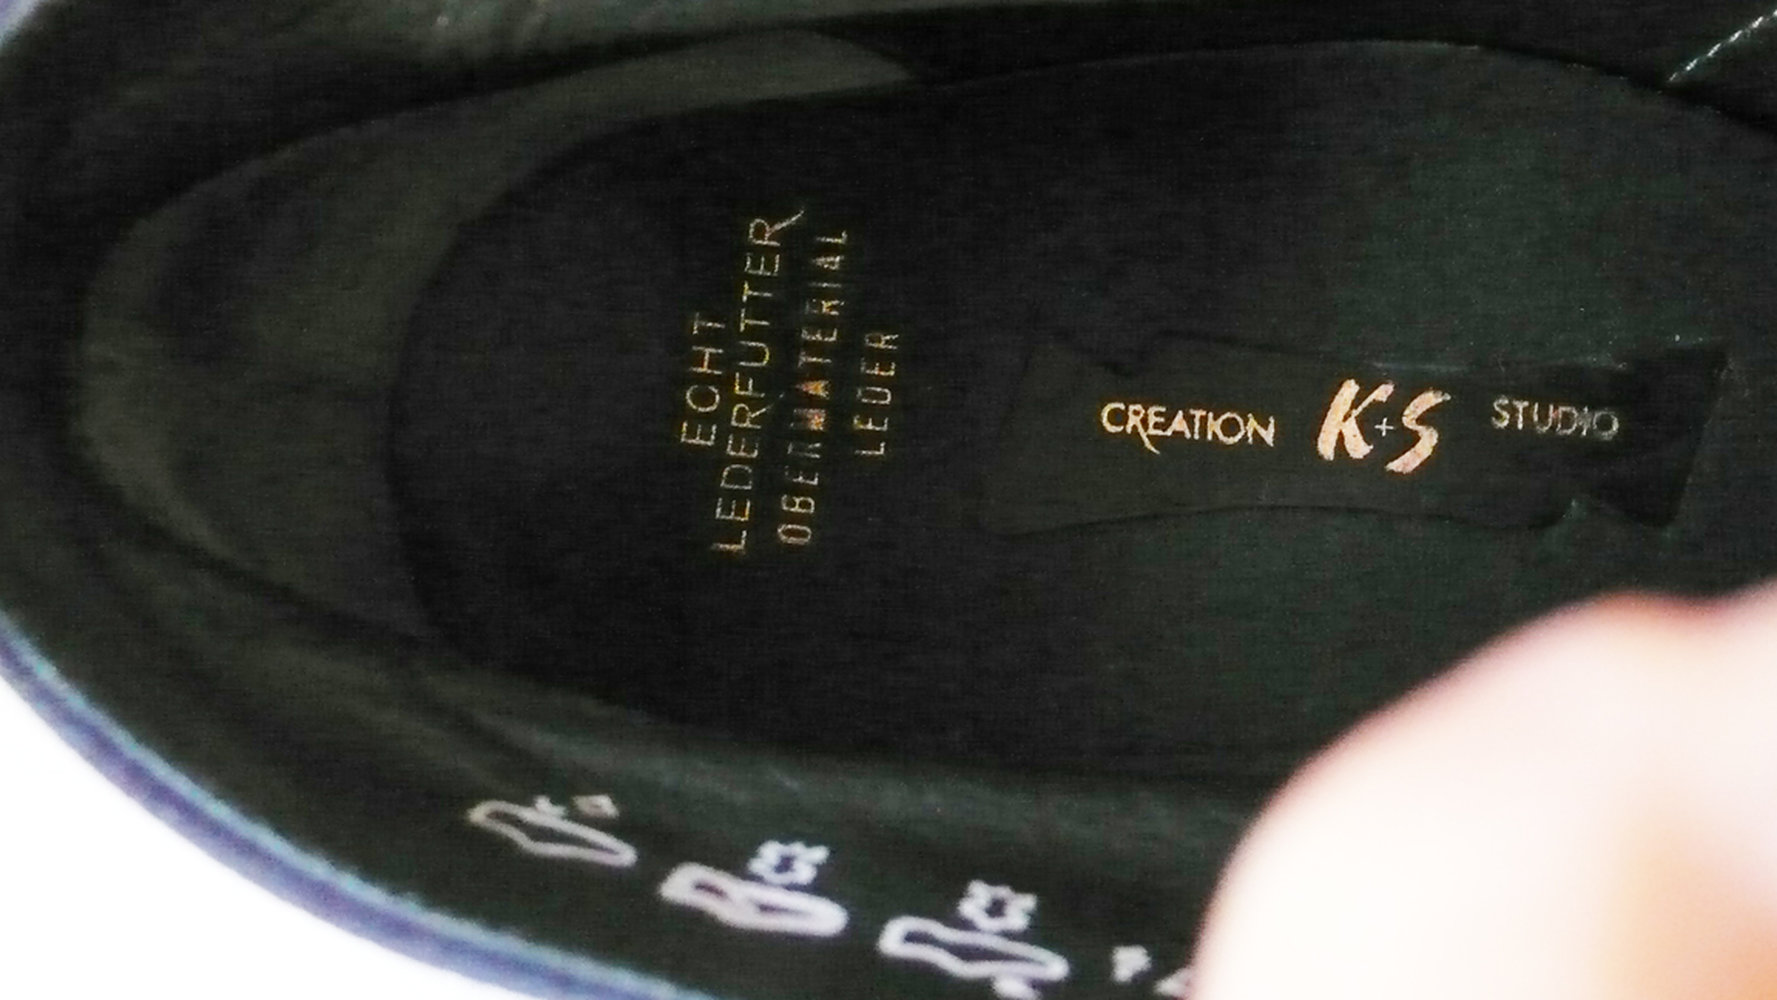 ECHT
LEDERFUTTER
OBERMATERIAL
LEDER
CREATION K+S STUDIO